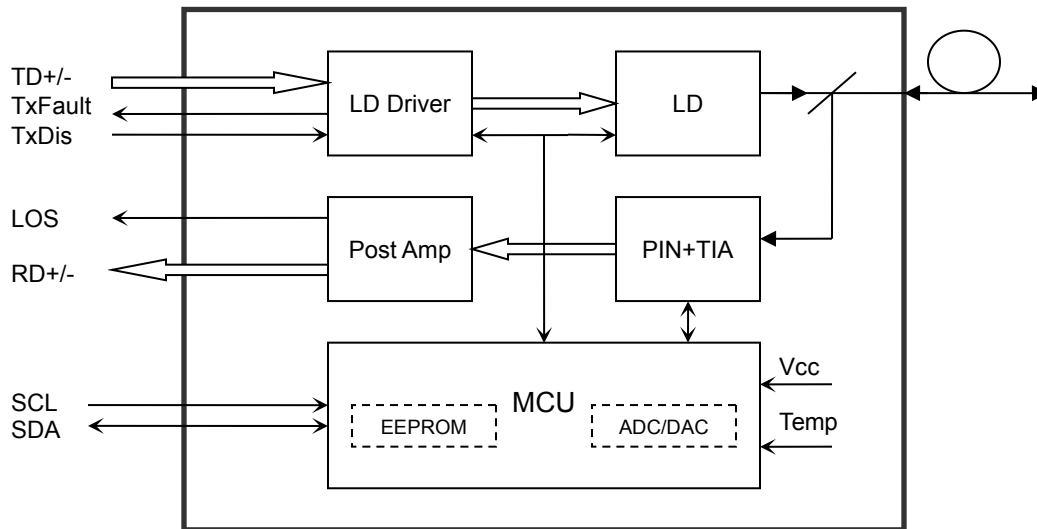 TD+/-
TxFault
TxDis
LD Driver
LD
LOS
RD+/-
Post Amp
PIN+TIA
SCL
SDA
MCU
EEPROM
ADC/DAC
Vcc
Temp